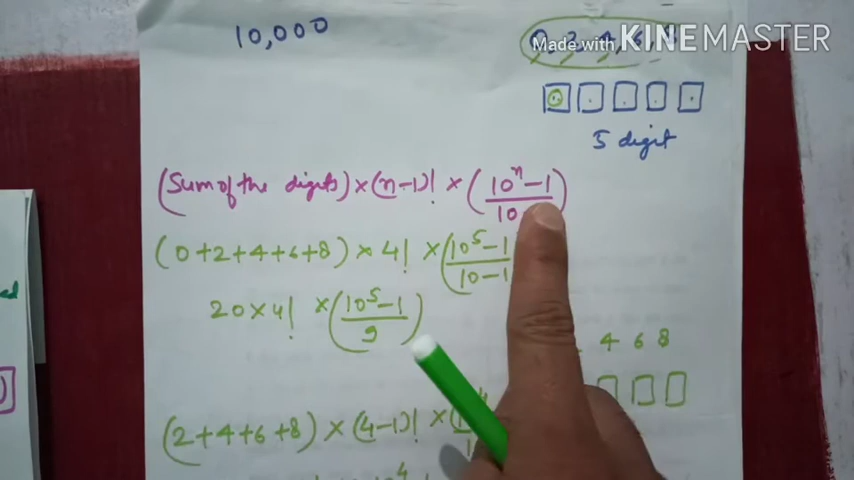 10,000
Made with KINEMASTER
5 digit
(Sum of the digits) × (n-1)! × (10ⁿ-1 / 10
(0+2+4+6+8) × 4! × (10⁵-1 / 10-1
20 × 4! × (10⁵-1 / 9)
4 6 8
(2+4+6+8) × (4-1)! ×